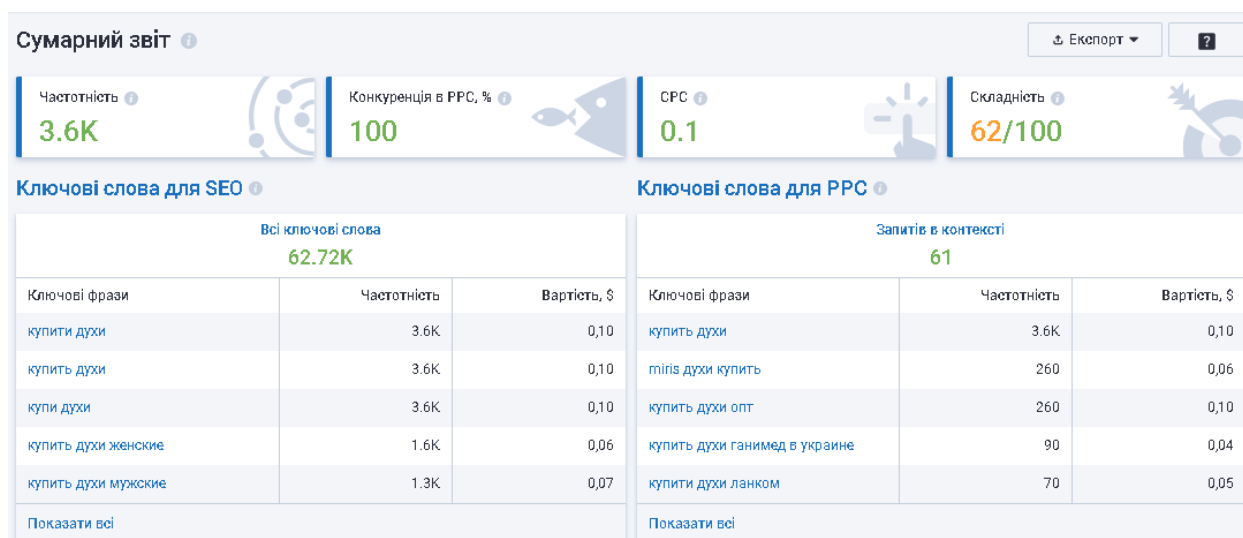 Сумарний звіт
Експорт
Частотність
3.6K
Конкуренція в PPC, %
100
CPC
0.1
Складність
62/100
Ключові слова для SEO
Всі ключові слова
62.72K
Ключові фрази Частотність Вартість, $
купити духи 3.6K 0,10
купить духи 3.6K 0,10
купи духи 3.6K 0,10
купить духи женские 1.6K 0,06
купить духи мужские 1.3K 0,07
Показати всі
Ключові слова для PPC
Запитів в контексті
61
Ключові фрази Частотність Вартість, $
купить духи 3.6K 0,10
miris духи купить 260 0,06
купить духи опт 260 0,10
купить духи ганимед в украине 90 0,04
купити духи ланком 70 0,05
Показати всі